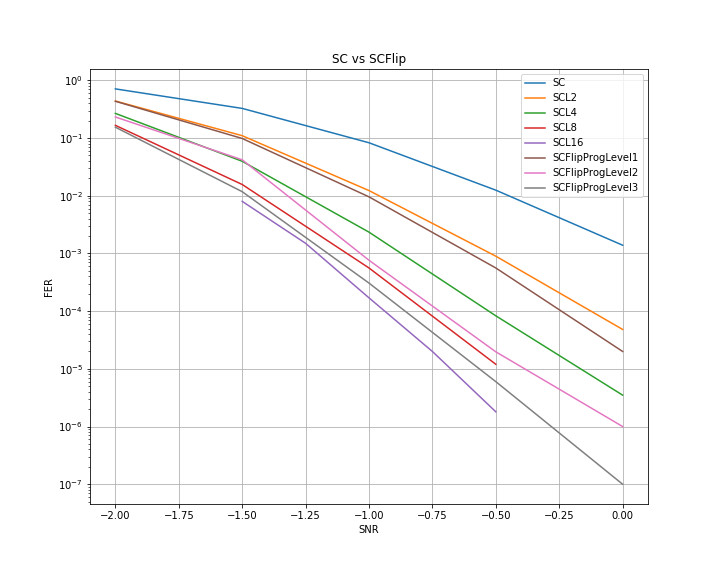 SC vs SCFlip
SC
SCL2
SCL4
SCL8
SCL16
SCFlipProgLevel1
SCFlipProgLevel2
SCFlipProgLevel3
10⁰
10⁻¹
10⁻²
10⁻³
10⁻⁴
10⁻⁵
10⁻⁶
10⁻⁷
FER
−2.00 −1.75 −1.50 −1.25 −1.00 −0.75 −0.50 −0.25 0.00
SNR